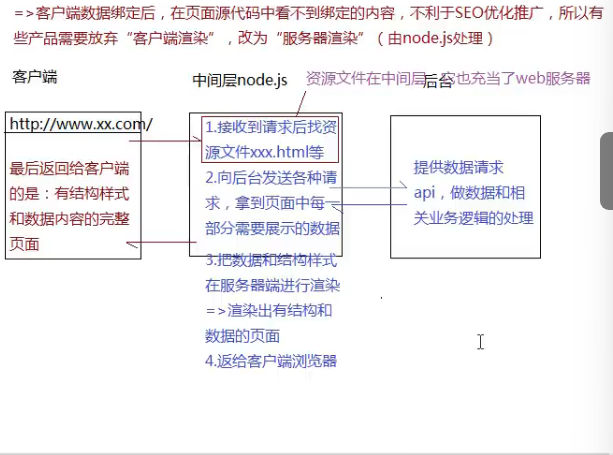 =>客户端数据绑定后，在页面源代码中看不到绑定的内容，不利于SEO优化推广，所以有
些产品需要放弃“客户端渲染”，改为“服务器渲染”（由node.js处理）
客户端
http://www.xx.com/
最后返回给客户端
的是：有结构样式
和数据内容的完整
页面
中间层node.js
资源文件在中间层，它也充当了web服务器
1.接收到请求后找资
源文件xxx.html等
2.向后台发送各种请
求，拿到页面中每一
部分需要展示的数据
3.把数据和结构样式
在服务器端进行渲染
=>渲染出有结构和
数据的页面
4.返给客户端浏览器
后台
提供数据请求
api，做数据和相
关业务逻辑的处理